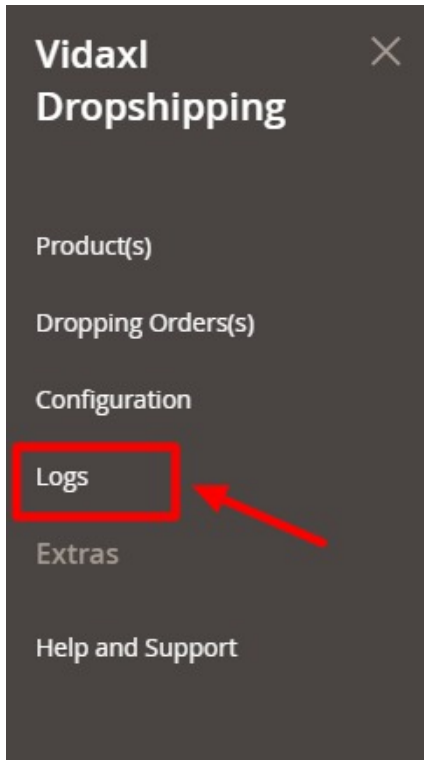 Vidaxl
Dropshipping
Product(s)
Dropping Orders(s)
Configuration
Logs
Extras
Help and Support